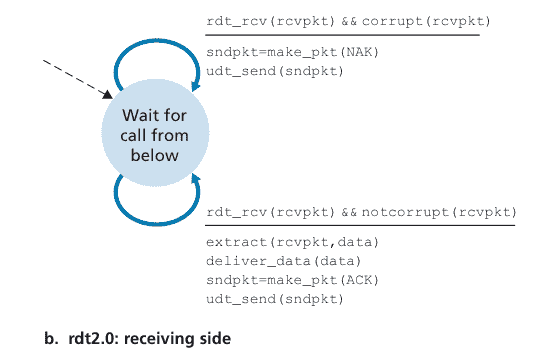 rdt_rcv(rcvpkt) && corrupt(rcvpkt)
sndpkt=make_pkt(NAK)
udt_send(sndpkt)
Wait for
call from
below
rdt_rcv(rcvpkt) && notcorrupt(rcvpkt)
extract(rcvpkt,data)
deliver_data(data)
sndpkt=make_pkt(ACK)
udt_send(sndpkt)
b. rdt2.0: receiving side